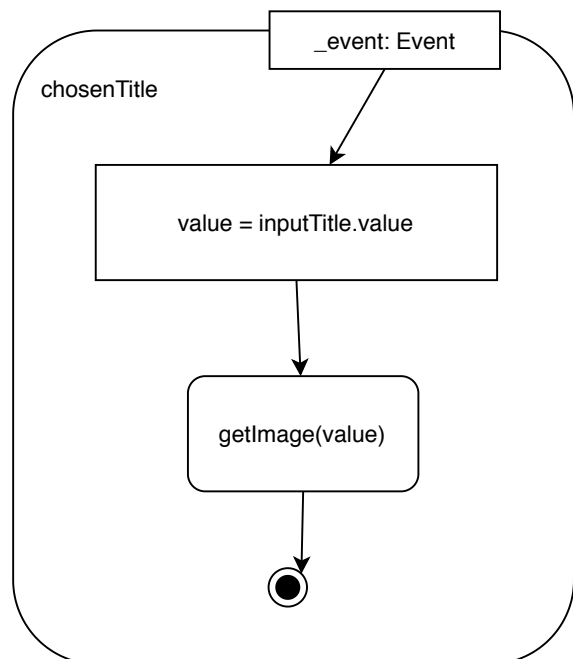 _event: Event
chosenTitle
value = inputTitle.value
getImage(value)